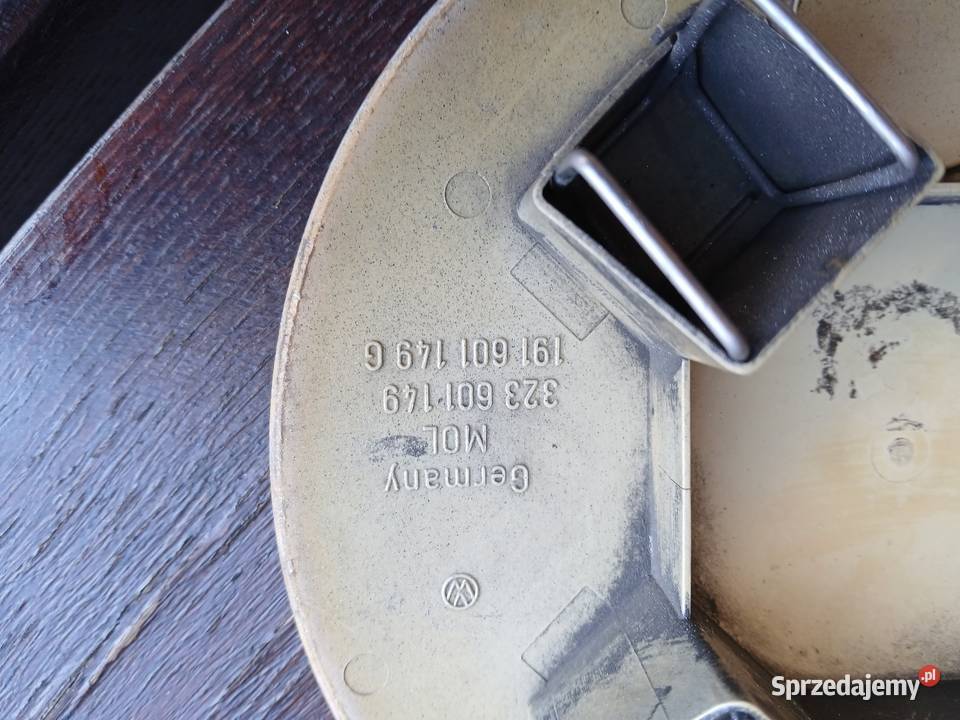 Germany
MOL
323 601 149
191 601 149 G
Sprzedajemy.pl